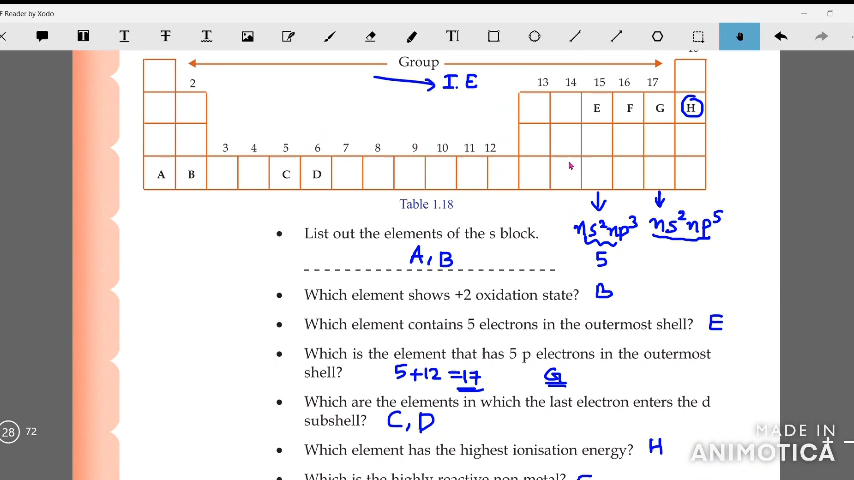 F Reader by Xodo
Group
I.E
2 13 14 15 16 17
E F G H
3 4 5 6 7 8 9 10 11 12
A B C D
Table 1.18
ns²np³ ns²np⁵
5
• List out the elements of the s block.
A, B
• Which element shows +2 oxidation state? B
• Which element contains 5 electrons in the outermost shell? E
• Which is the element that has 5 p electrons in the outermost
shell? 5+12 =17 G
• Which are the elements in which the last electron enters the d
subshell? C, D
• Which element has the highest ionisation energy? H
28 72
MADE IN
ANIMOTICA